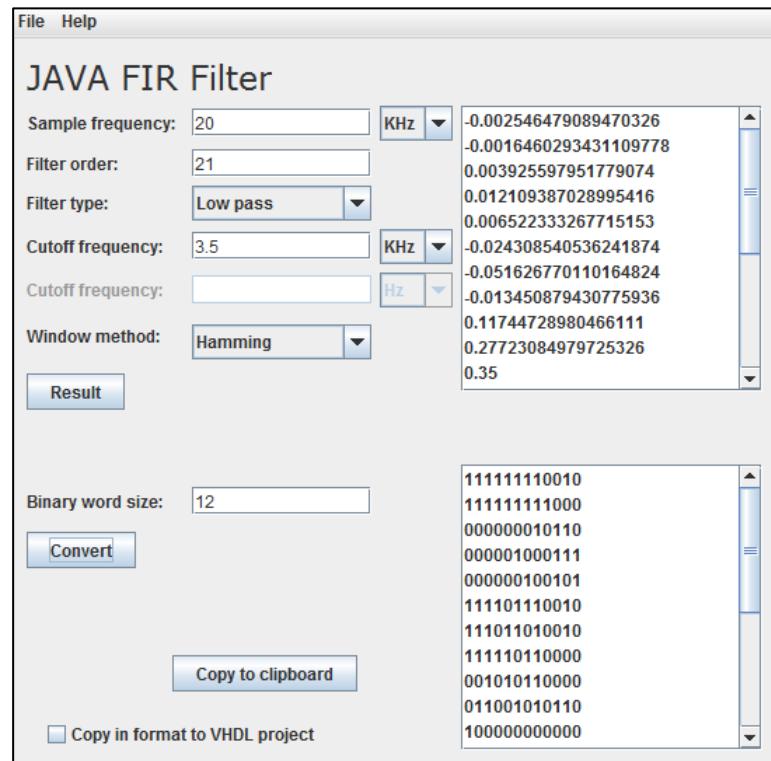 File Help
JAVA FIR Filter
Sample frequency: 20 KHz
Filter order: 21
Filter type: Low pass
Cutoff frequency: 3.5 KHz
Cutoff frequency: Hz
Window method: Hamming
Result
-0.002546479089470326
-0.0016460293431109778
0.003925597951779074
0.012109387028995416
0.006522333267715153
-0.024308540536241874
-0.051626770110164824
-0.013450879430775936
0.11744728980466111
0.27723084979725326
0.35
Binary word size: 12
Convert
111111110010
111111111000
000000010110
000001000111
000000100101
111101110010
111011010010
111110110000
001010110000
011001010110
100000000000
Copy to clipboard
Copy in format to VHDL project